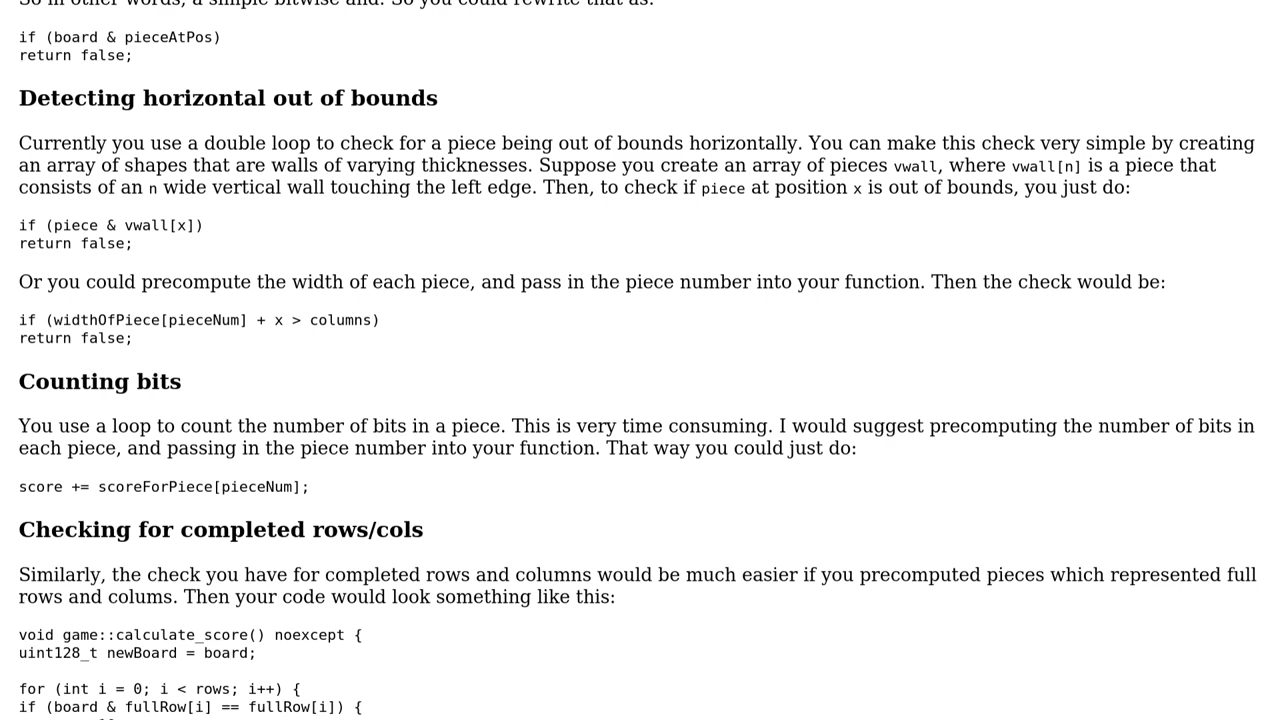 So in other words, a simple bitwise and. So you could rewrite that as:
if (board & pieceAtPos)
return false;
Detecting horizontal out of bounds
Currently you use a double loop to check for a piece being out of bounds horizontally. You can make this check very simple by creating
an array of shapes that are walls of varying thicknesses. Suppose you create an array of pieces vwall, where vwall[n] is a piece that
consists of an n wide vertical wall touching the left edge. Then, to check if piece at position x is out of bounds, you just do:
if (piece & vwall[x])
return false;
Or you could precompute the width of each piece, and pass in the piece number into your function. Then the check would be:
if (widthOfPiece[pieceNum] + x > columns)
return false;
Counting bits
You use a loop to count the number of bits in a piece. This is very time consuming. I would suggest precomputing the number of bits in
each piece, and passing in the piece number into your function. That way you could just do:
score += scoreForPiece[pieceNum];
Checking for completed rows/cols
Similarly, the check you have for completed rows and columns would be much easier if you precomputed pieces which represented full
rows and colums. Then your code would look something like this:
void game::calculate_score() noexcept {
uint128_t newBoard = board;
for (int i = 0; i < rows; i++) {
if (board & fullRow[i] == fullRow[i]) {